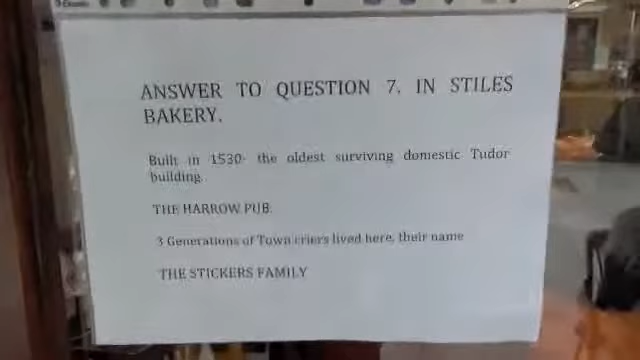 ANSWER TO QUESTION 7. IN STILES
BAKERY.
Built in 1530- the oldest surviving domestic Tudor
building.
THE HARROW PUB.
3 Generations of Town criers lived here, their name
THE STICKERS FAMILY